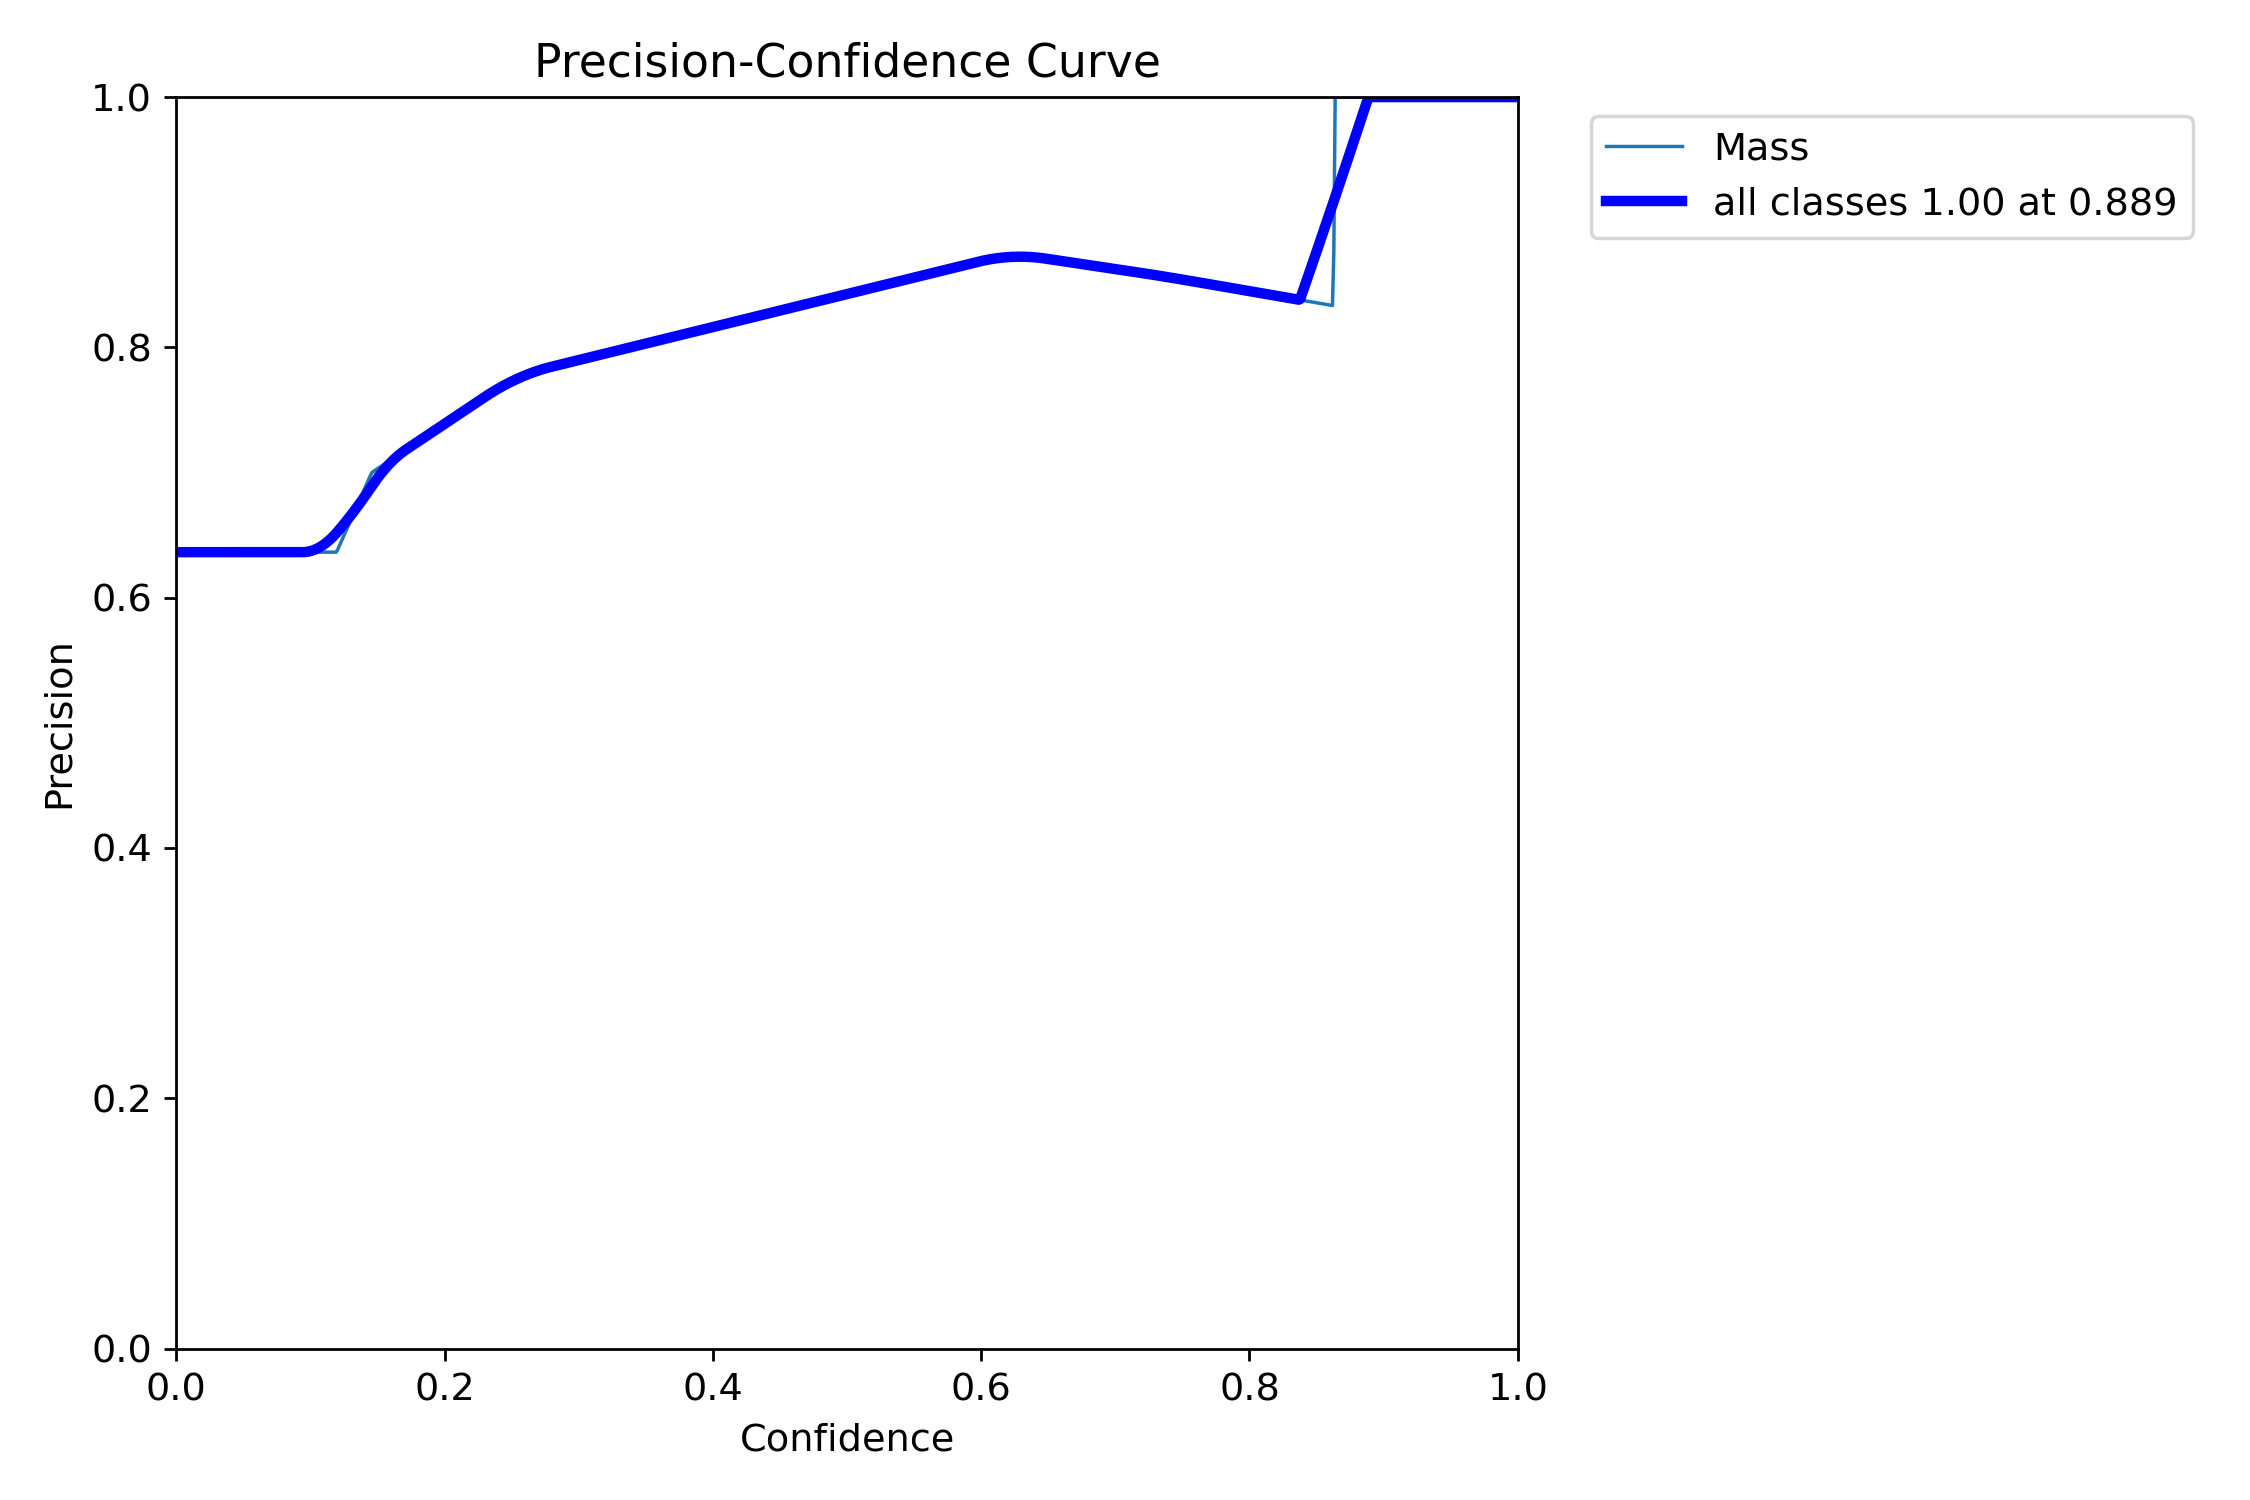 Precision-Confidence Curve
Mass
all classes 1.00 at 0.889
Precision
1.0
0.8
0.6
0.4
0.2
0.0
0.0 0.2 0.4 0.6 0.8 1.0
Confidence